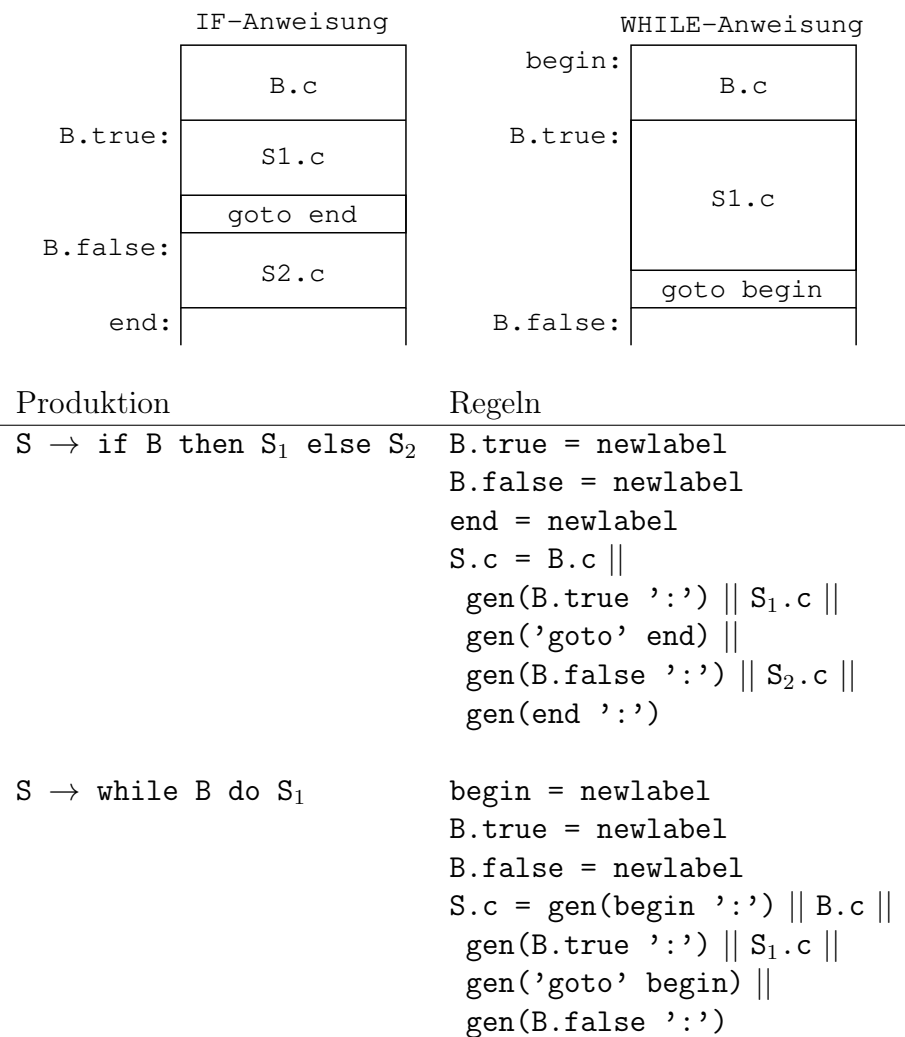 IF-Anweisung
B.c
B.true:
S1.c
goto end
B.false:
S2.c
end:
WHILE-Anweisung
begin:
B.c
B.true:
S1.c
goto begin
B.false:
Produktion Regeln
S → if B then S₁ else S₂ B.true = newlabel
B.false = newlabel
end = newlabel
S.c = B.c ||
gen(B.true ':') || S₁.c ||
gen('goto' end) ||
gen(B.false ':') || S₂.c ||
gen(end ':')
S → while B do S₁ begin = newlabel
B.true = newlabel
B.false = newlabel
S.c = gen(begin ':') || B.c ||
gen(B.true ':') || S₁.c ||
gen('goto' begin) ||
gen(B.false ':')